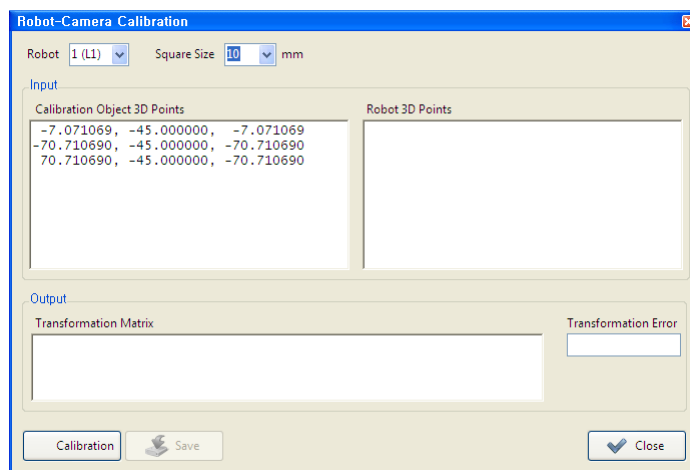 Robot-Camera Calibration
Robot 1 (L1) Square Size 10 mm
Input
Calibration Object 3D Points Robot 3D Points
-7.071069, -45.000000, -7.071069
-70.710690, -45.000000, -70.710690
70.710690, -45.000000, -70.710690
Output
Transformation Matrix Transformation Error
Calibration Save Close